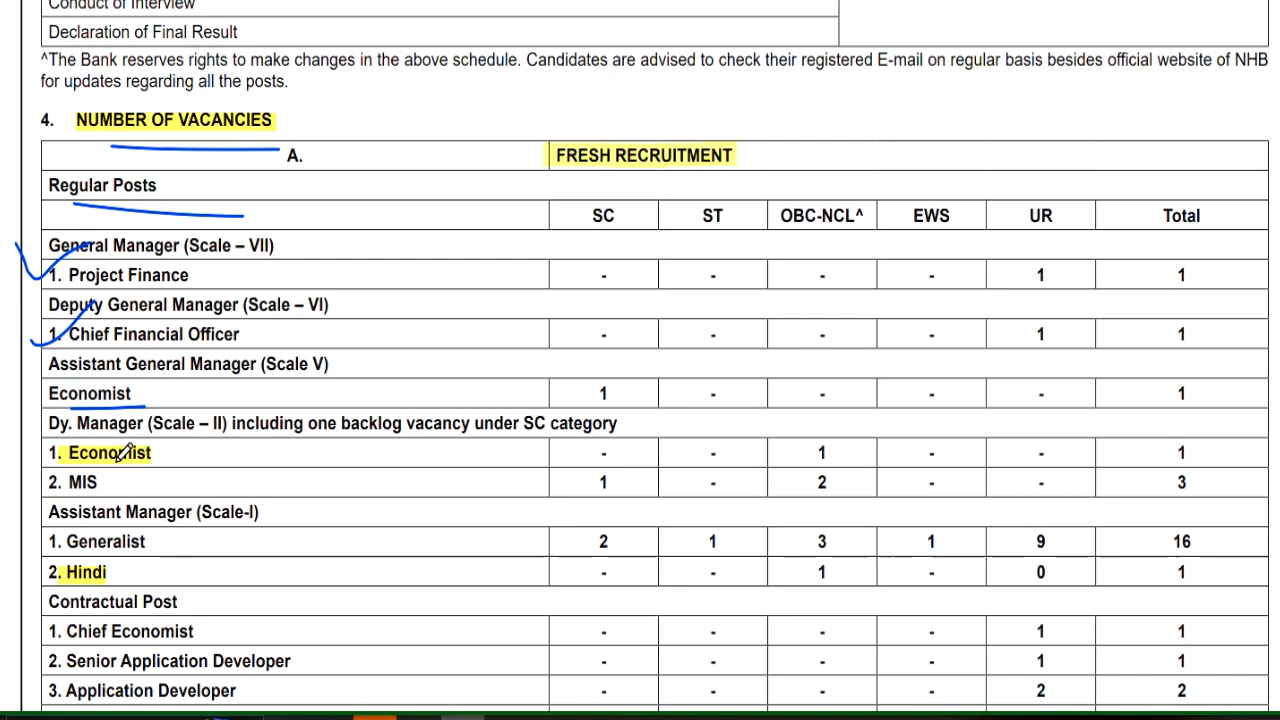 Conduct of Interview
Declaration of Final Result
^The Bank reserves rights to make changes in the above schedule. Candidates are advised to check their registered E-mail on regular basis besides official website of NHB
for updates regarding all the posts.
4. NUMBER OF VACANCIES
A. FRESH RECRUITMENT
Regular Posts
SC ST OBC-NCL^ EWS UR Total
General Manager (Scale – VII)
1. Project Finance - - - - 1 1
Deputy General Manager (Scale – VI)
1. Chief Financial Officer - - - - 1 1
Assistant General Manager (Scale V)
Economist 1 - - - - 1
Dy. Manager (Scale – II) including one backlog vacancy under SC category
1. Economist - - 1 - - 1
2. MIS 1 - 2 - - 3
Assistant Manager (Scale-I)
1. Generalist 2 1 3 1 9 16
2. Hindi - - 1 - 0 1
Contractual Post
1. Chief Economist - - - - 1 1
2. Senior Application Developer - - - - 1 1
3. Application Developer - - - - 2 2